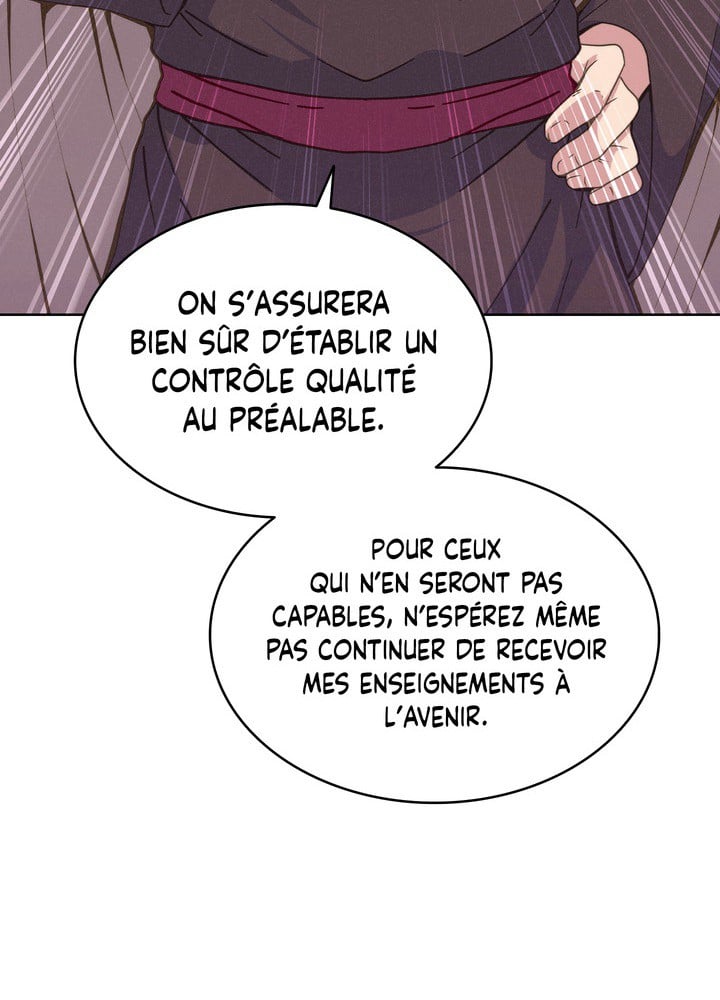 ON S'ASSURERA
BIEN SÛR D'ÉTABLIR UN
CONTRÔLE QUALITÉ
AU PRÉALABLE.
POUR CEUX
QUI N'EN SERONT PAS
CAPABLES, N'ESPÉREZ MÊME
PAS CONTINUER DE RECEVOIR
MES ENSEIGNEMENTS À
L'AVENIR.